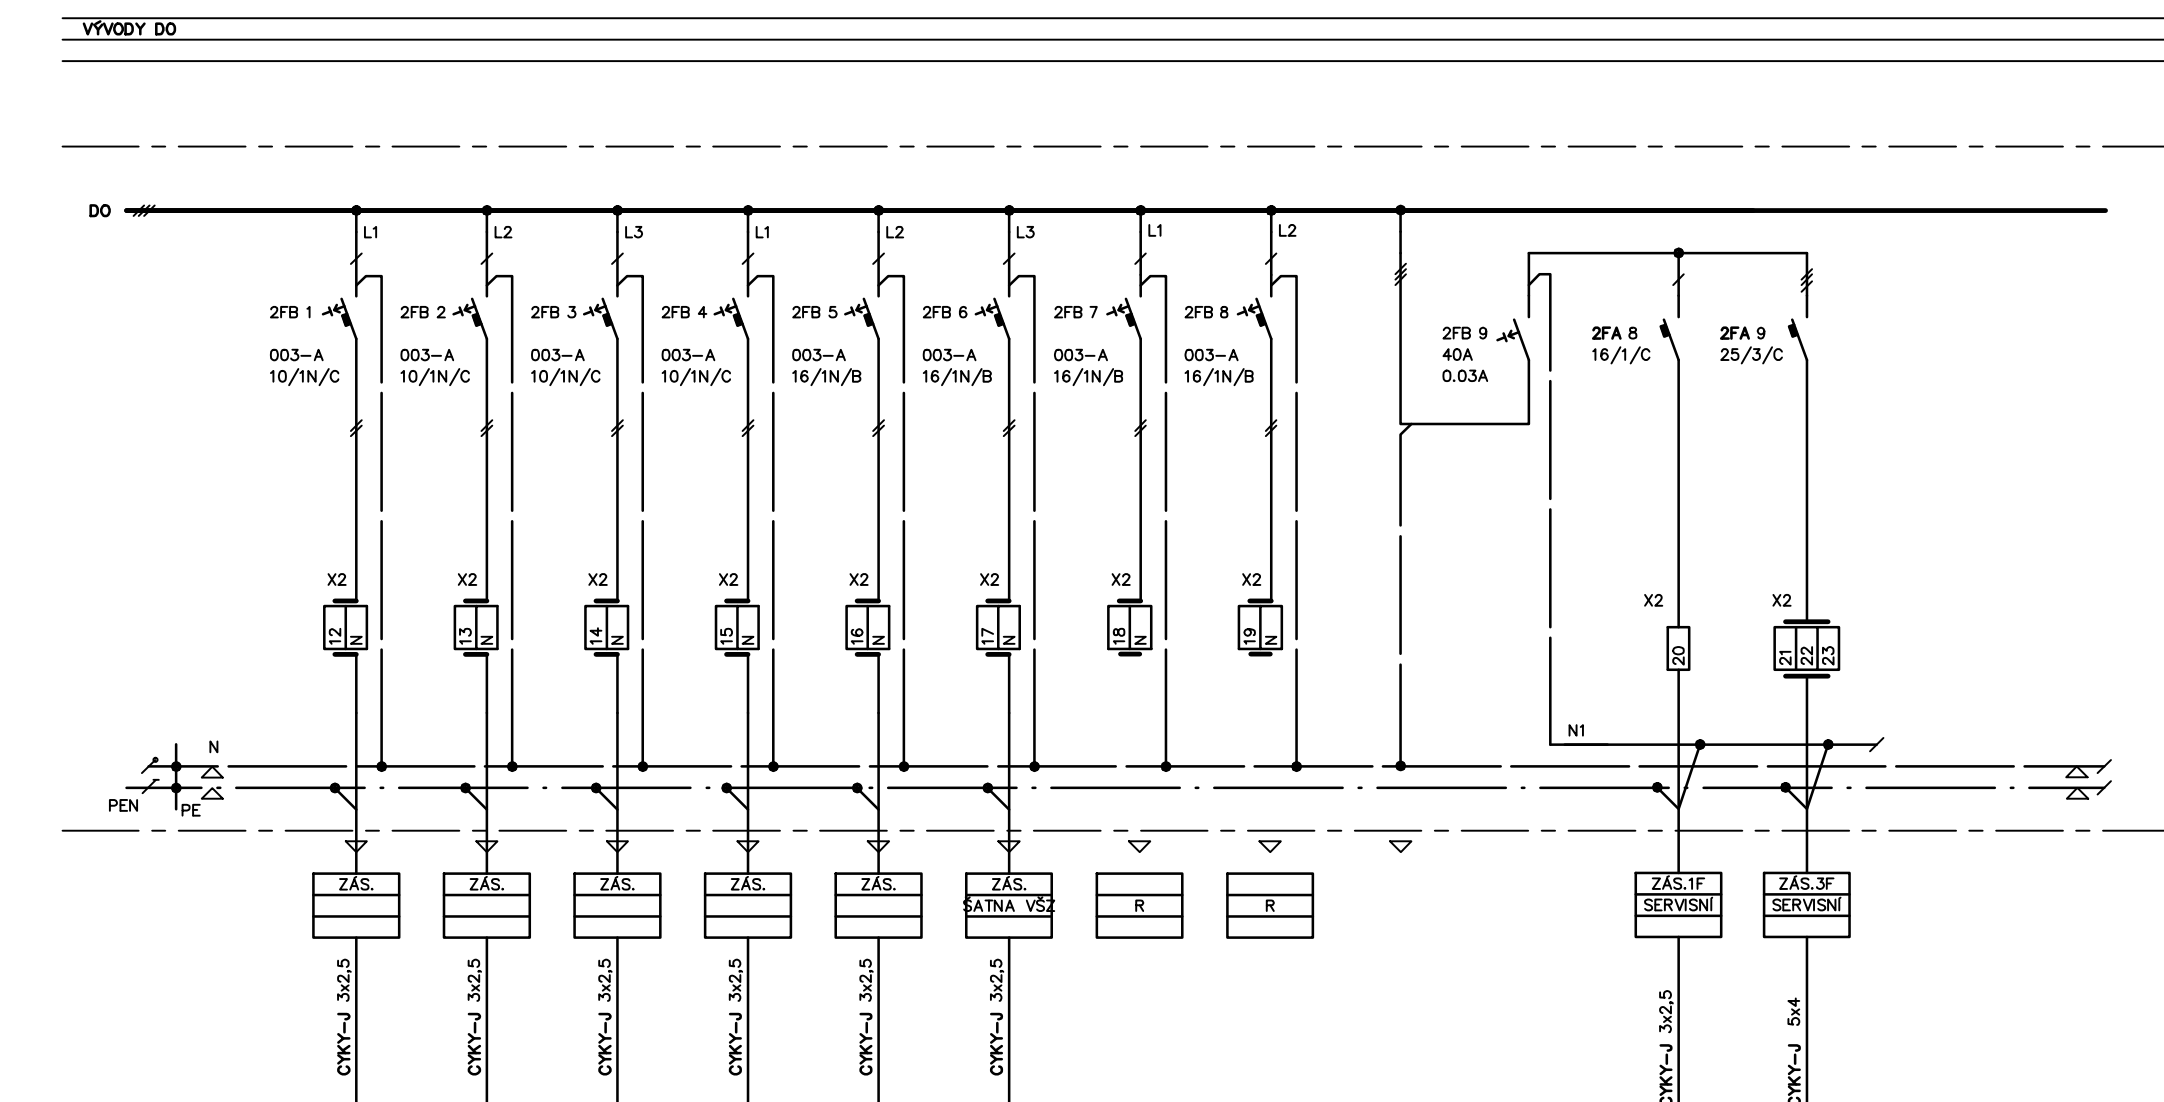 VÝVODY DO
DO
L1
L2
L3
L1
L2
L3
L1
L2
2FB 1
003-A
10/1N/C
2FB 2
003-A
10/1N/C
2FB 3
003-A
10/1N/C
2FB 4
003-A
10/1N/C
2FB 5
003-A
16/1N/B
2FB 6
003-A
16/1N/B
2FB 7
003-A
16/1N/B
2FB 8
003-A
16/1N/B
2FB 9
40A
0.03A
2FA 8
16/1/C
2FA 9
25/3/C
X2
12
N
X2
13
N
X2
14
N
X2
15
N
X2
16
N
X2
17
N
X2
18
N
X2
19
N
X2
20
X2
21
22
23
N1
N
PEN
PE
ZÁS.
ZÁS.
ZÁS.
ZÁS.
ZÁS.
ZÁS.
ŠATNA VŠZ
R
R
ZÁS.1F
SERVISNÍ
ZÁS.3F
SERVISNÍ
CYKY-J 3x2,5
CYKY-J 3x2,5
CYKY-J 3x2,5
CYKY-J 3x2,5
CYKY-J 3x2,5
CYKY-J 3x2,5
CYKY-J 3x2,5
CYKY-J 5x4